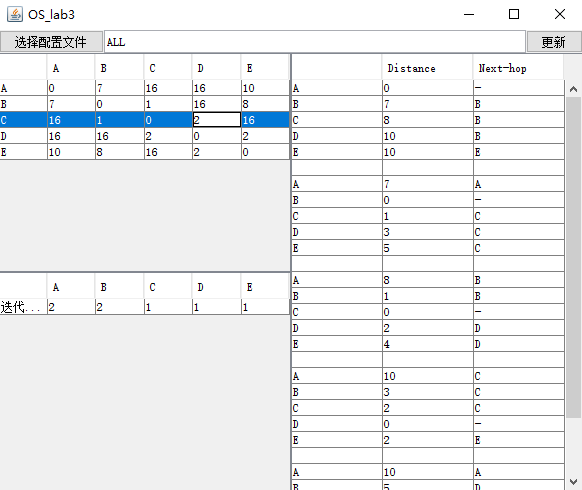 OS_lab3
选择配置文件 ALL 更新
A B C D E
A 0 7 16 16 10
B 7 0 1 16 8
C 16 1 0 2 16
D 16 16 2 0 2
E 10 8 16 2 0
A B C D E
迭代... 2 2 1 1 1
Distance Next-hop
A 0 —
B 7 B
C 8 B
D 10 B
E 10 E
A 7 A
B 0 —
C 1 C
D 3 C
E 5 C
A 8 B
B 1 B
C 0 —
D 2 D
E 4 D
A 10 C
B 3 C
C 2 C
D 0 —
E 2 E
A 10 A
B 5 D